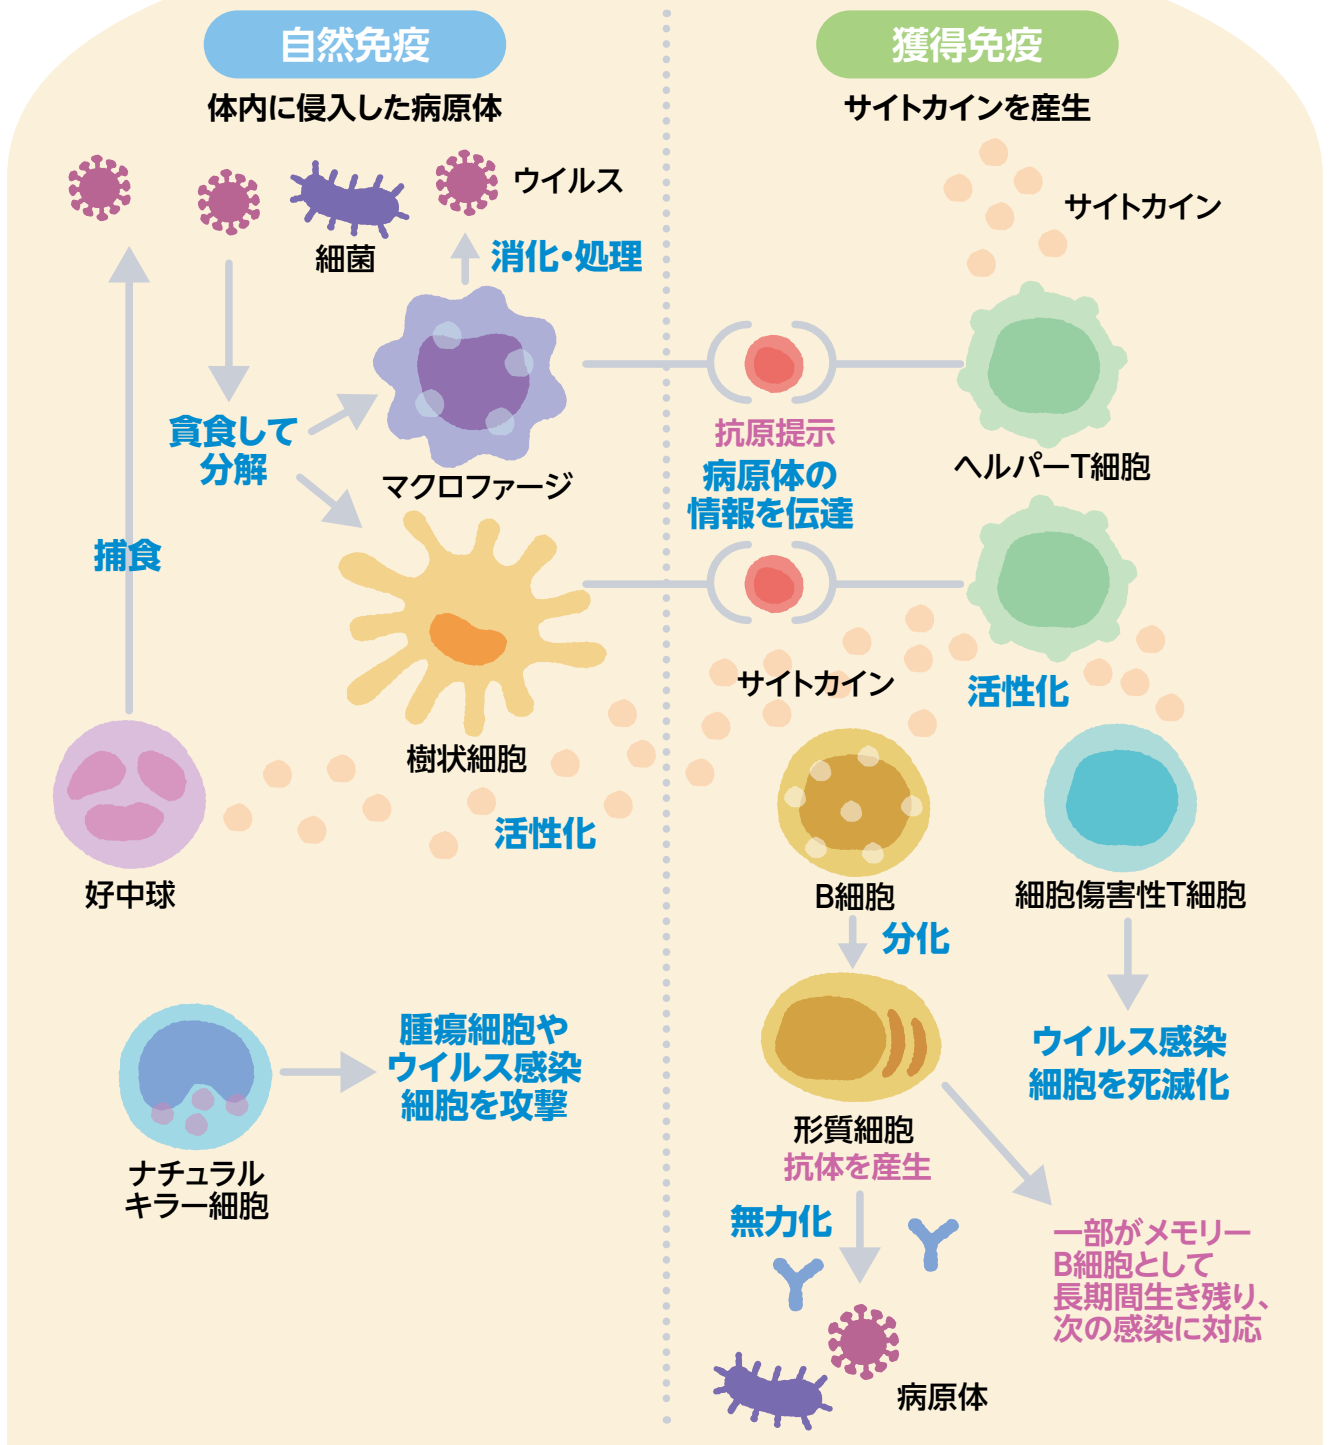 自然免疫
体内に侵入した病原体
ウイルス
細菌
消化・処理
貪食して
分解
マクロファージ
捕食
樹状細胞
活性化
好中球
腫瘍細胞や
ウイルス感染
細胞を攻撃
ナチュラル
キラー細胞
獲得免疫
サイトカインを産生
サイトカイン
抗原提示
病原体の
情報を伝達
ヘルパーT細胞
サイトカイン
活性化
B細胞
細胞傷害性T細胞
分化
ウイルス感染
細胞を死滅化
形質細胞
抗体を産生
無力化
一部がメモリー
B細胞として
長期間生き残り、
次の感染に対応
病原体